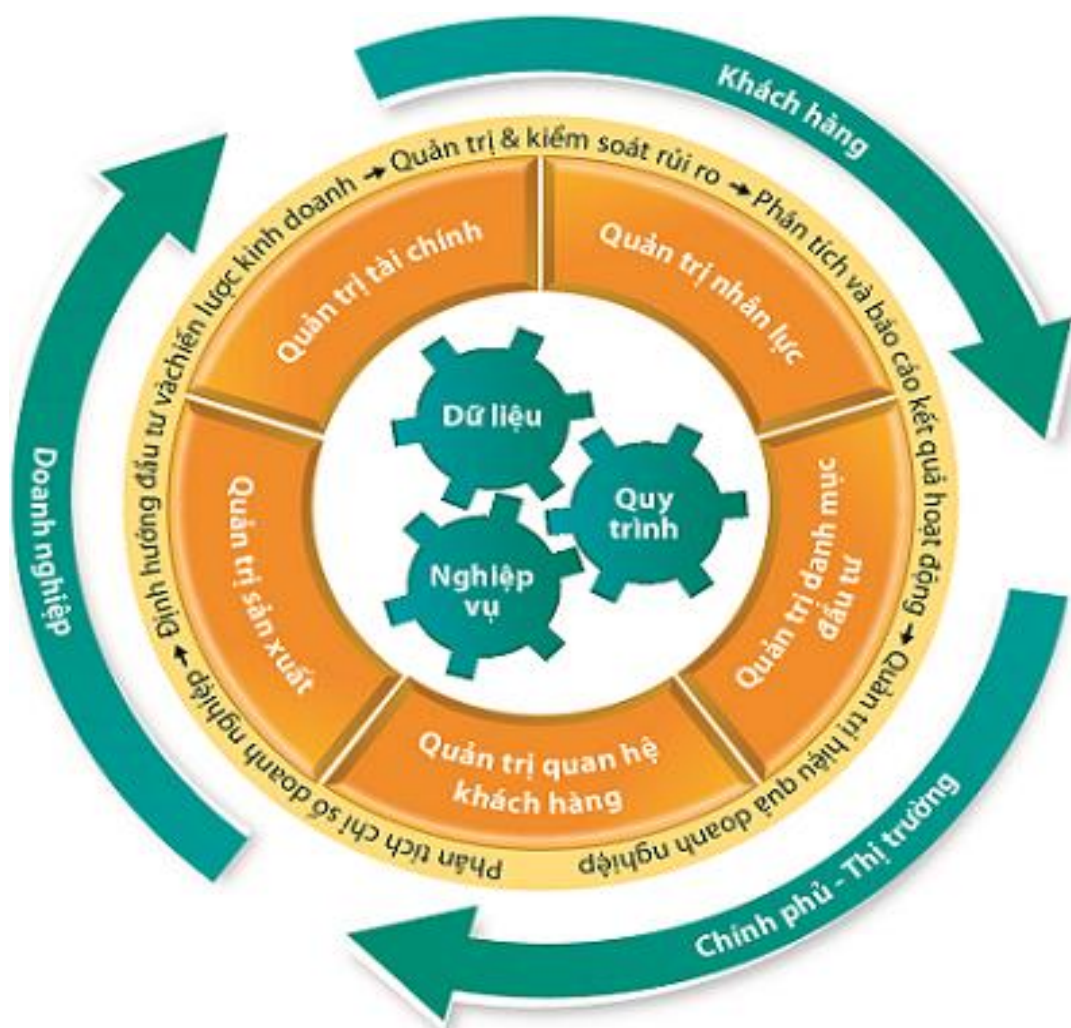 Khách hàng
Chính phủ - Thị trường
Doanh nghiệp
Định hướng đầu tư vàchiến lược kinh doanh → Quản trị & kiểm soát rủi ro → Phân tích và báo cáo kết quả hoạt động → Quản trị hiệu quả doanh nghiệp
Phân tích chỉ số doanh nghiệp →
Quản trị tài chính
Quản trị nhân lực
Quản trị danh mục
đầu tư
Quản trị quan hệ
khách hàng
Quản trị sản xuất
Dữ liệu
Quy
trình
Nghiệp
vụ